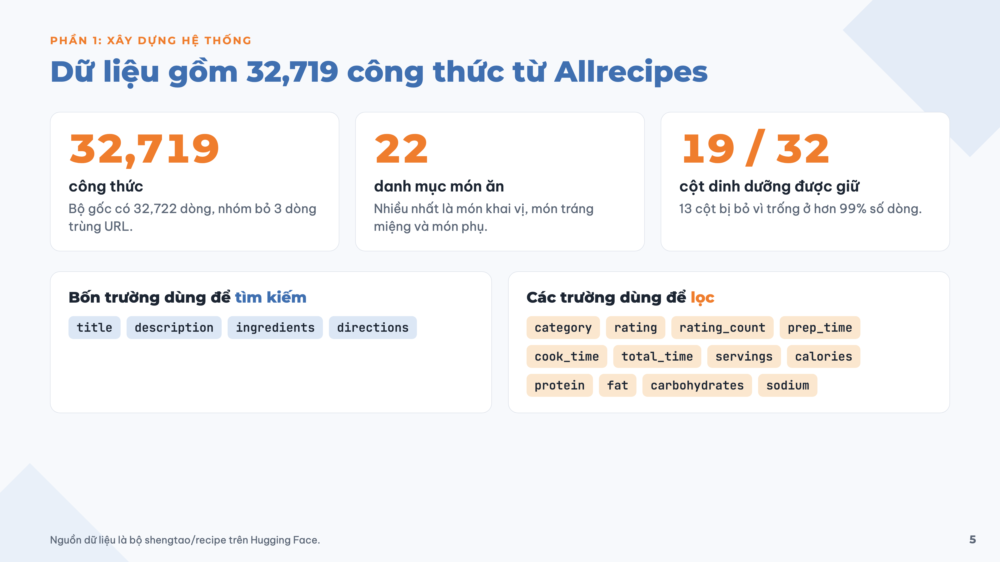 PHẦN 1: XÂY DỰNG HỆ THỐNG
Dữ liệu gồm 32,719 công thức từ Allrecipes
32,719
công thức
Bộ gốc có 32,722 dòng, nhóm bỏ 3 dòng
trùng URL.
22
danh mục món ăn
Nhiều nhất là món khai vị, món tráng
miệng và món phụ.
19 / 32
cột dinh dưỡng được giữ
13 cột bị bỏ vì trống ở hơn 99% số dòng.
Bốn trường dùng để tìm kiếm
title description ingredients directions
Các trường dùng để lọc
category rating rating_count prep_time
cook_time total_time servings calories
protein fat carbohydrates sodium
Nguồn dữ liệu là bộ shengtao/recipe trên Hugging Face.
5